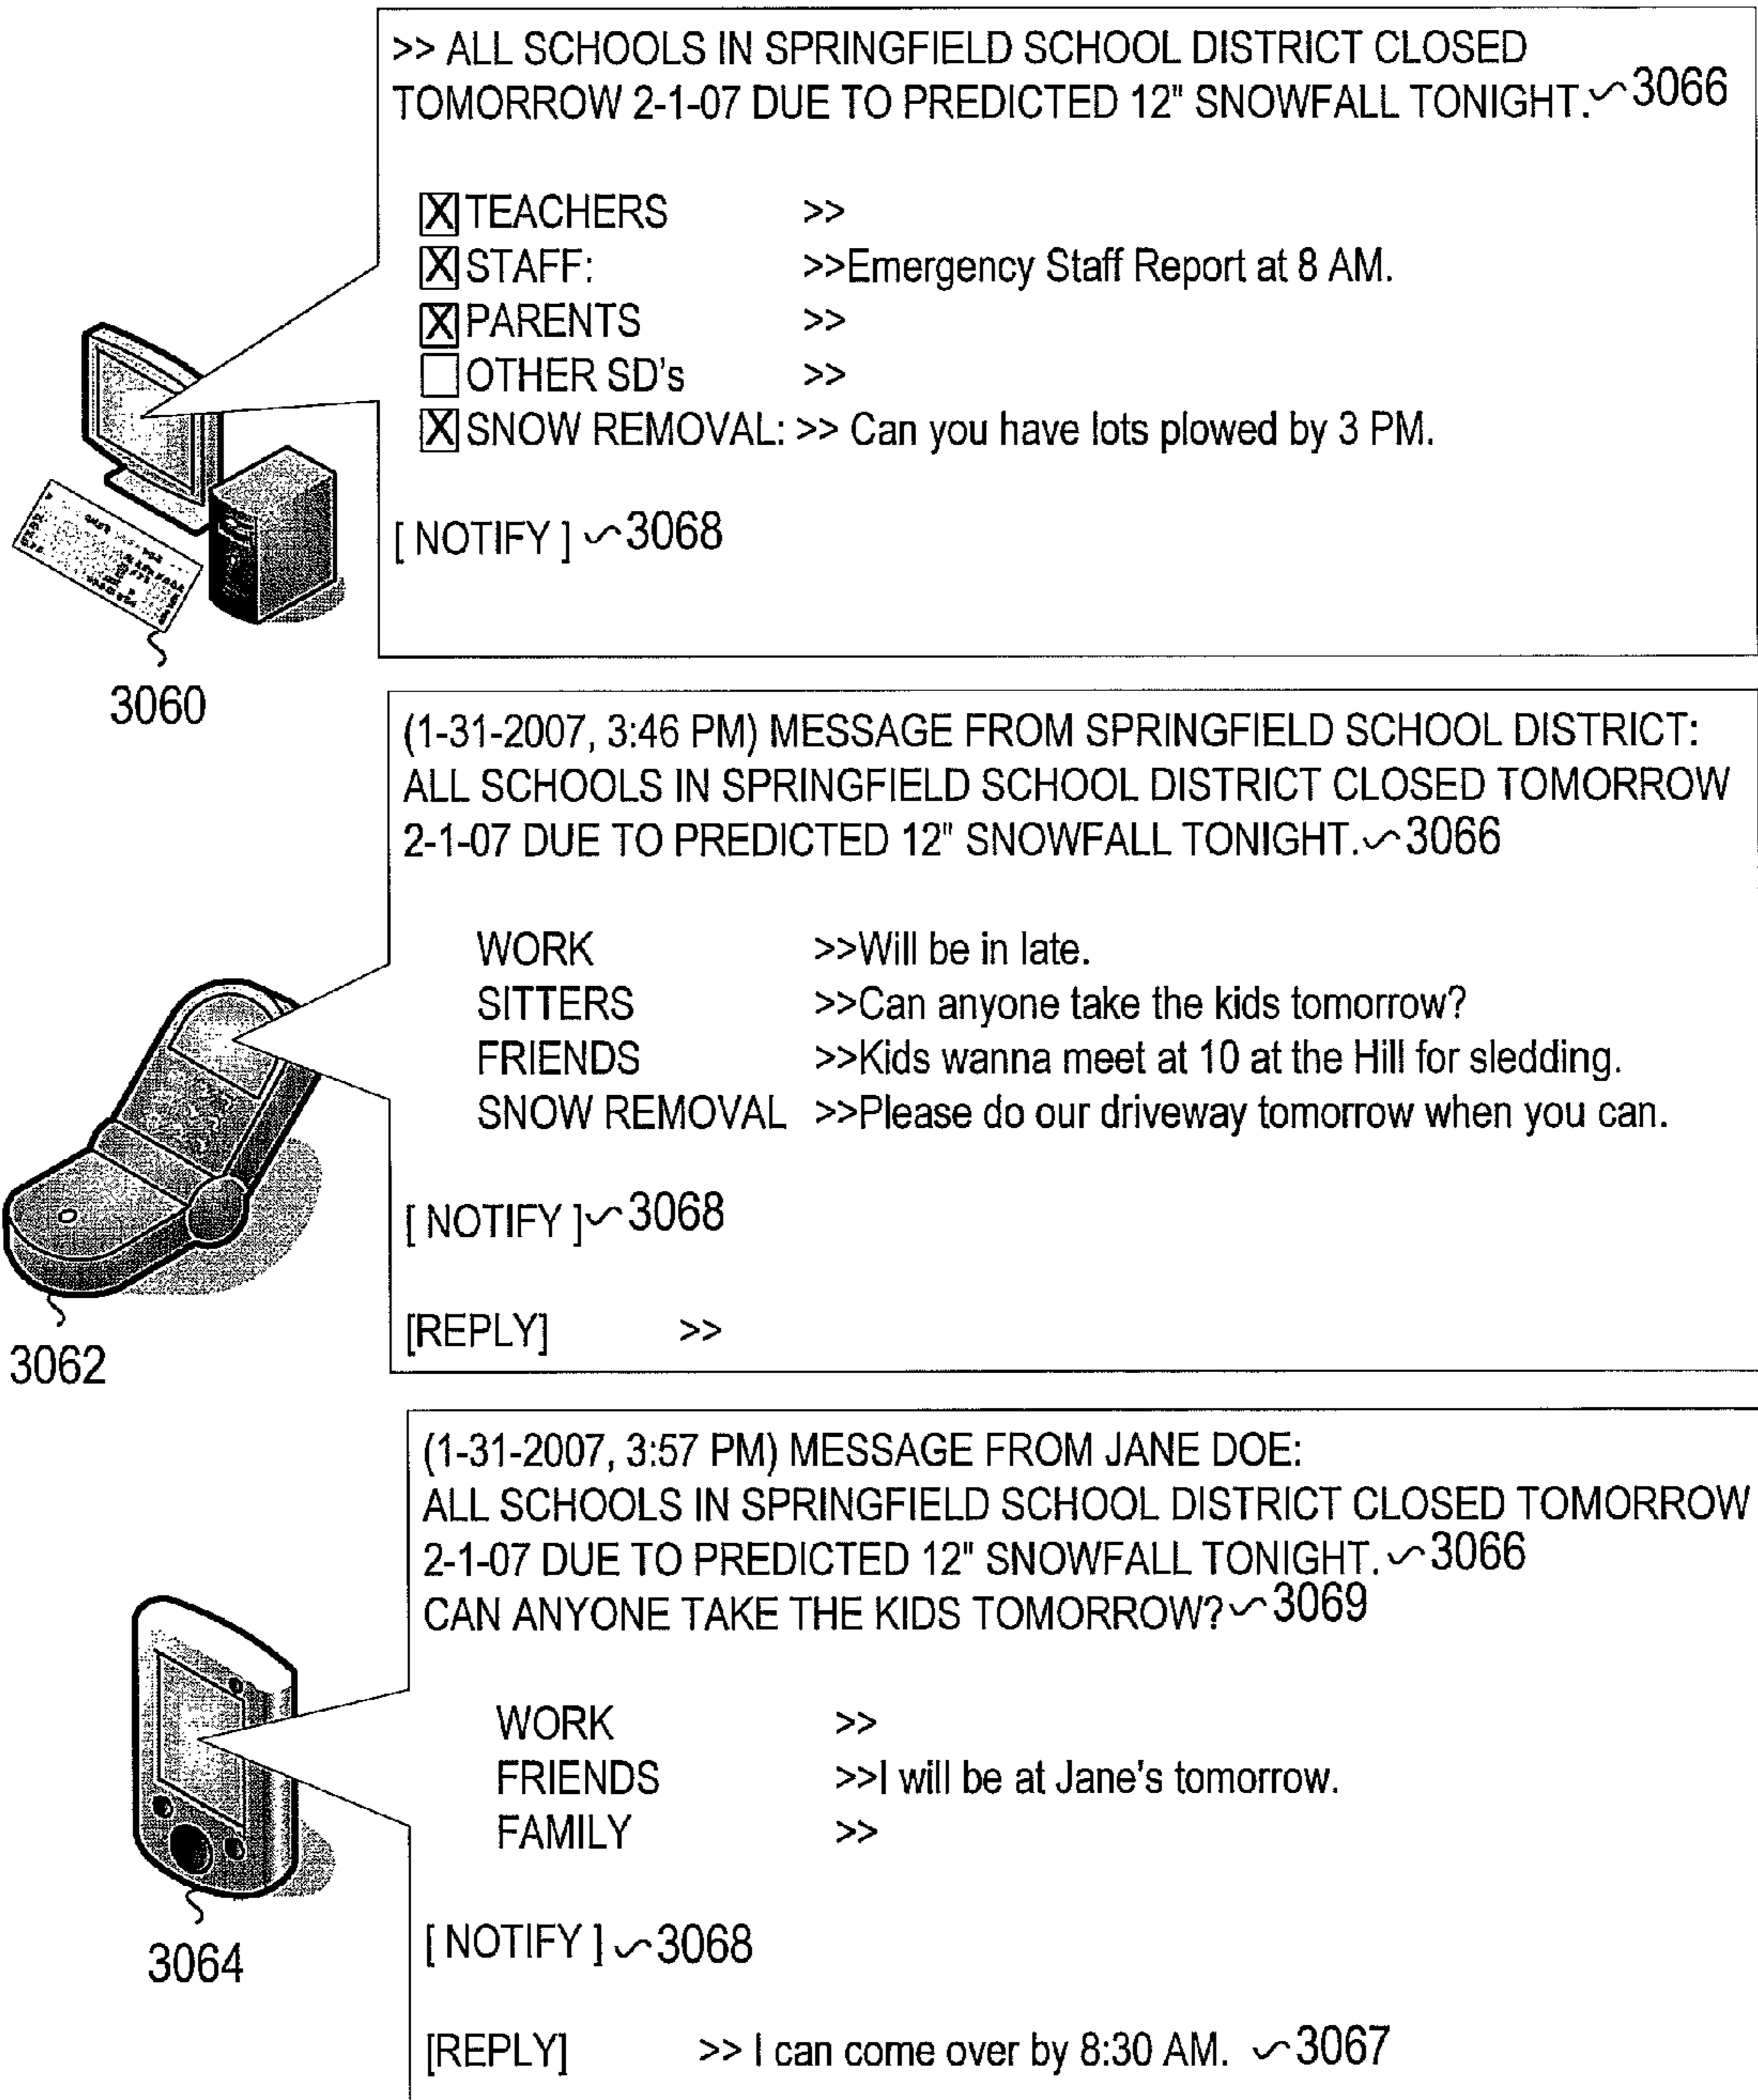 >> ALL SCHOOLS IN SPRINGFIELD SCHOOL DISTRICT CLOSED
TOMORROW 2-1-07 DUE TO PREDICTED 12" SNOWFALL TONIGHT. 3066
X TEACHERS >>
X STAFF: >>Emergency Staff Report at 8 AM.
X PARENTS >>
OTHER SD's >>
X SNOW REMOVAL: >> Can you have lots plowed by 3 PM.
[ NOTIFY ] 3068
3060
(1-31-2007, 3:46 PM) MESSAGE FROM SPRINGFIELD SCHOOL DISTRICT:
ALL SCHOOLS IN SPRINGFIELD SCHOOL DISTRICT CLOSED TOMORROW
2-1-07 DUE TO PREDICTED 12" SNOWFALL TONIGHT. 3066
WORK >>Will be in late.
SITTERS >>Can anyone take the kids tomorrow?
FRIENDS >>Kids wanna meet at 10 at the Hill for sledding.
SNOW REMOVAL >>Please do our driveway tomorrow when you can.
[ NOTIFY ] 3068
[REPLY] >>
3062
(1-31-2007, 3:57 PM) MESSAGE FROM JANE DOE:
ALL SCHOOLS IN SPRINGFIELD SCHOOL DISTRICT CLOSED TOMORROW
2-1-07 DUE TO PREDICTED 12" SNOWFALL TONIGHT. 3066
CAN ANYONE TAKE THE KIDS TOMORROW? 3069
WORK >>
FRIENDS >>I will be at Jane's tomorrow.
FAMILY >>
[ NOTIFY ] 3068
3064
[REPLY] >> I can come over by 8:30 AM. 3067